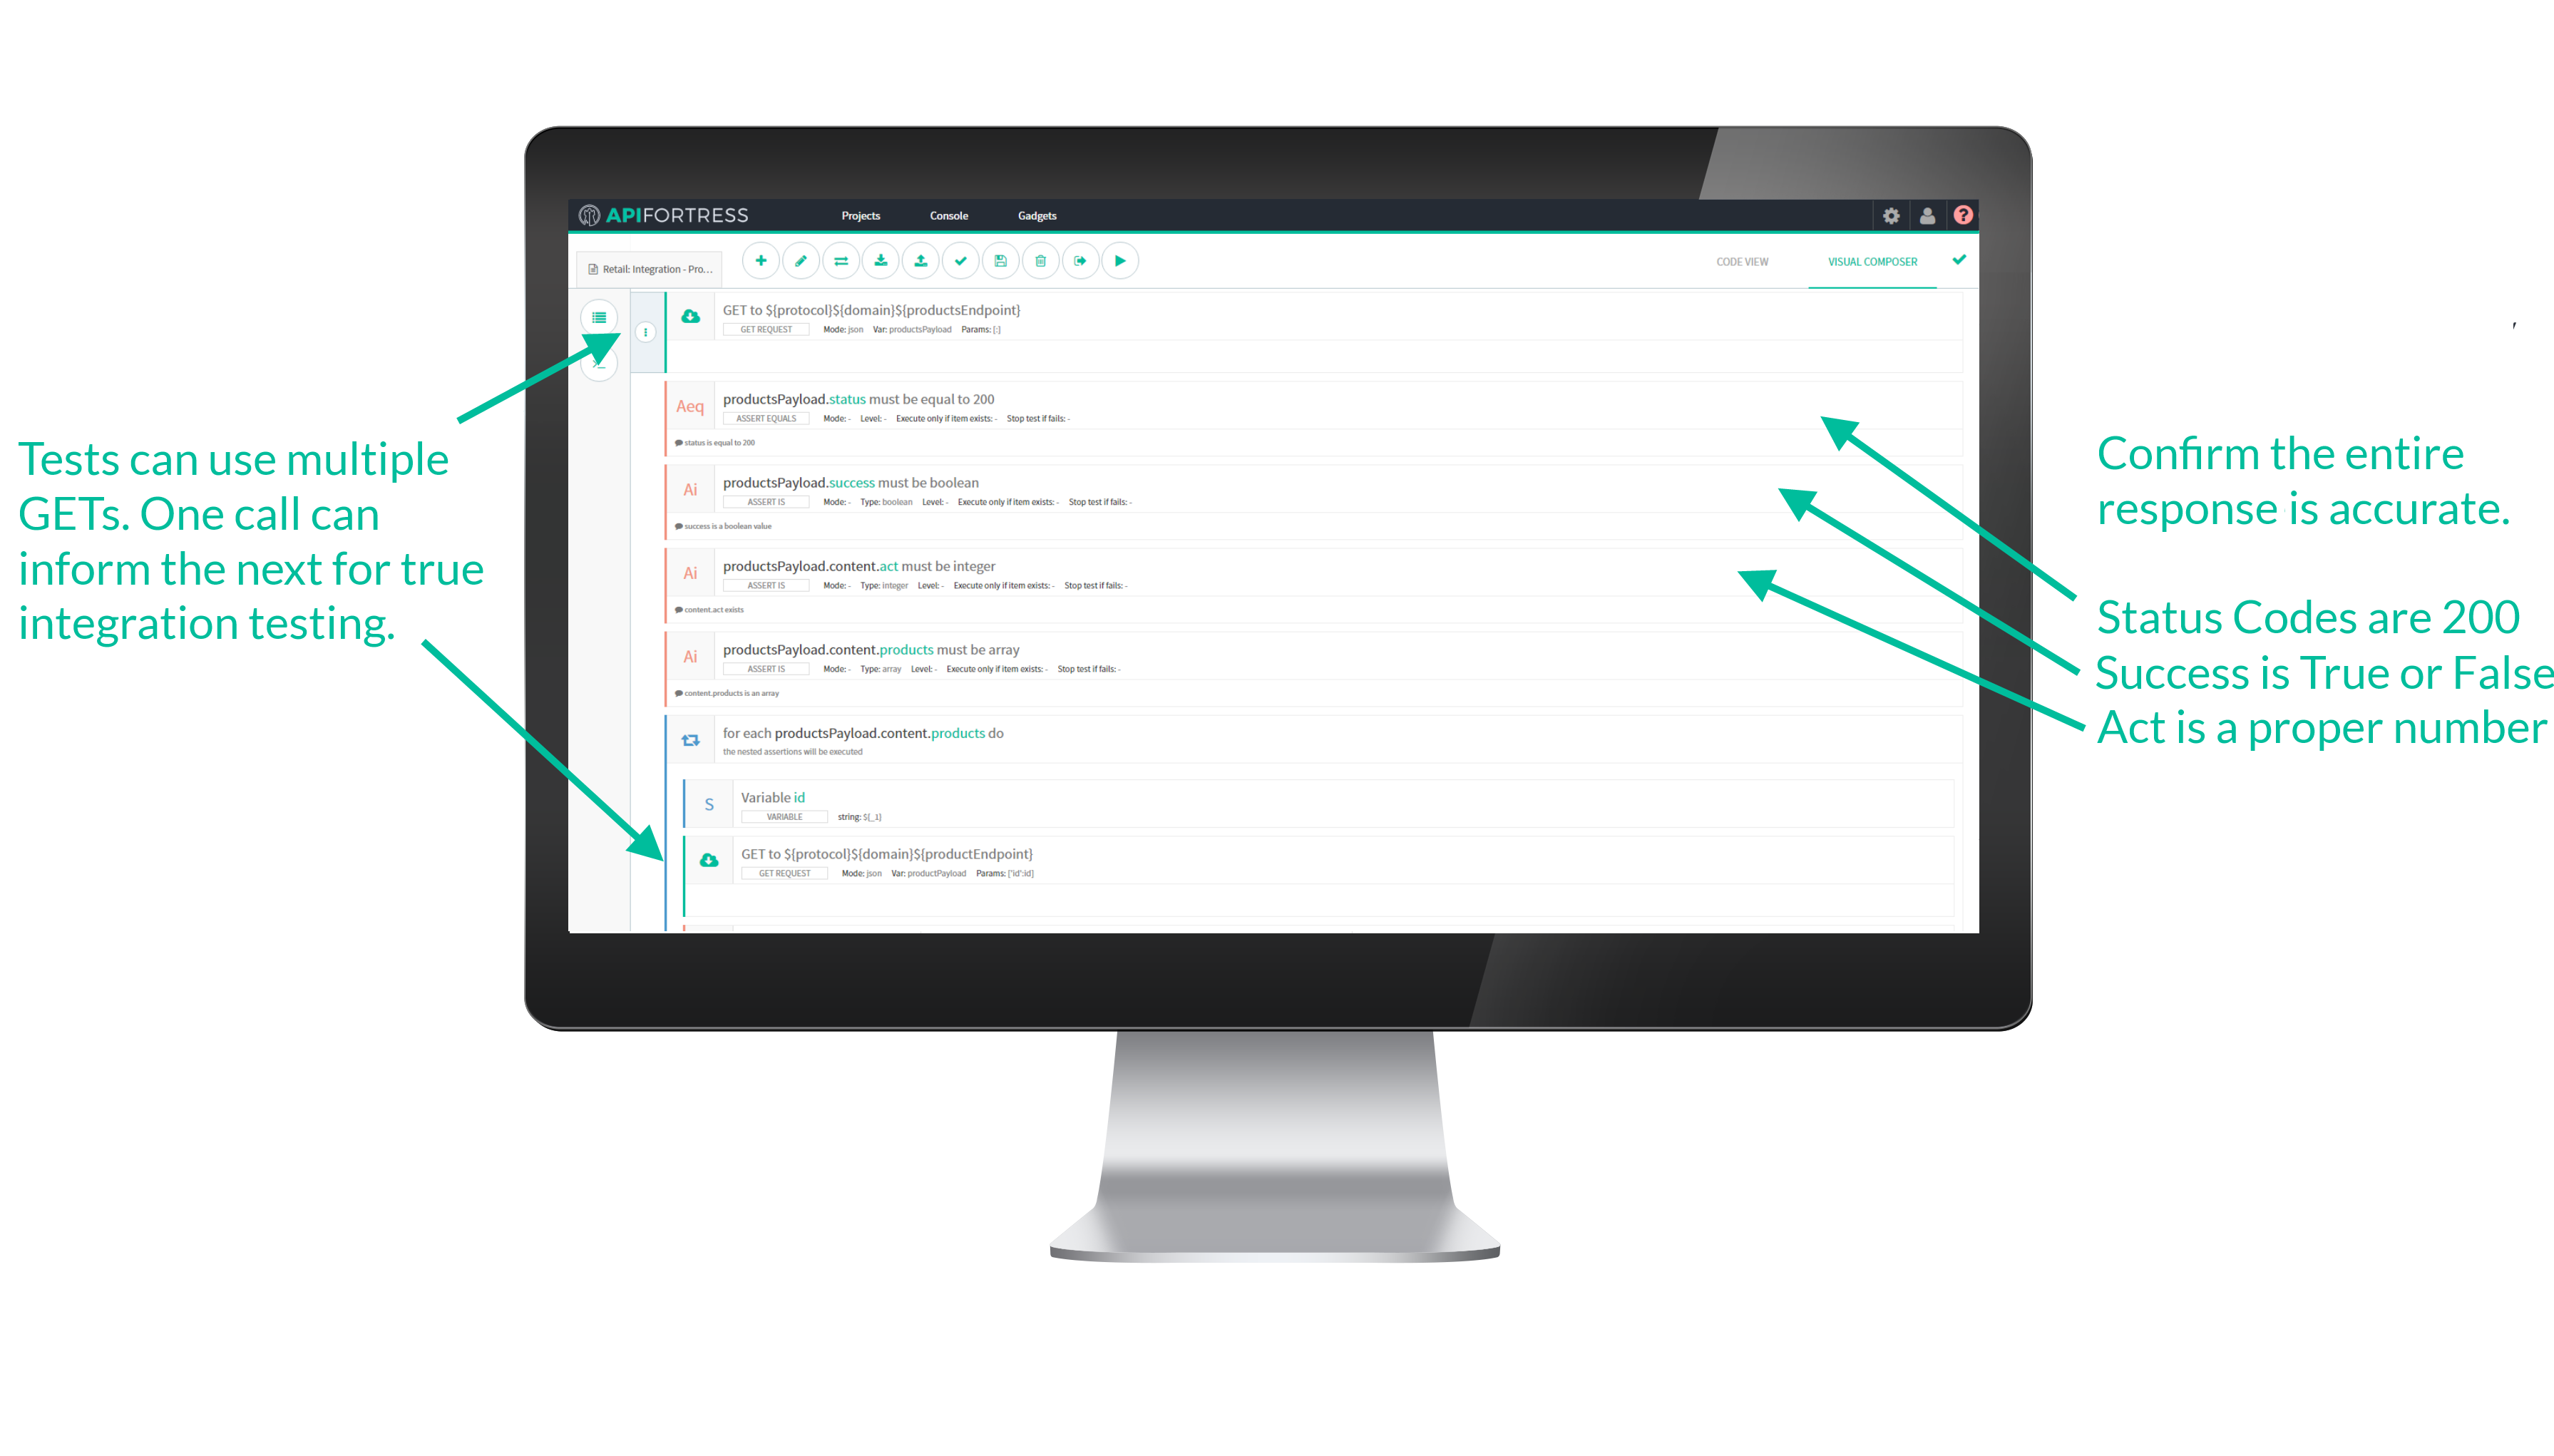 APIFORTRESS
Projects
Console
Gadgets
Retail: Integration - Pro...
CODE VIEW
VISUAL COMPOSER
GET to ${protocol}${domain}${productsEndpoint}
GET REQUEST Mode: json Var: productsPayload Params: [:]
Aeq
productsPayload.status must be equal to 200
ASSERT EQUALS Mode: - Level: - Execute only if item exists: - Stop test if fails: -
status is equal to 200
Ai
productsPayload.success must be boolean
ASSERT IS Mode: - Type: boolean Level: - Execute only if item exists: - Stop test if fails: -
success is a boolean value
Ai
productsPayload.content.act must be integer
ASSERT IS Mode: - Type: integer Level: - Execute only if item exists: - Stop test if fails: -
content.act exists
Ai
productsPayload.content.products must be array
ASSERT IS Mode: - Type: array Level: - Execute only if item exists: - Stop test if fails: -
content.products is an array
for each productsPayload.content.products do
the nested assertions will be executed
S
Variable id
VARIABLE string: ${_1}
GET to ${protocol}${domain}${productEndpoint}
GET REQUEST Mode: json Var: productPayload Params: ['id':id]
Tests can use multiple
GETs. One call can
inform the next for true
integration testing.
Confirm the entire
response is accurate.
Status Codes are 200
Success is True or False
Act is a proper number